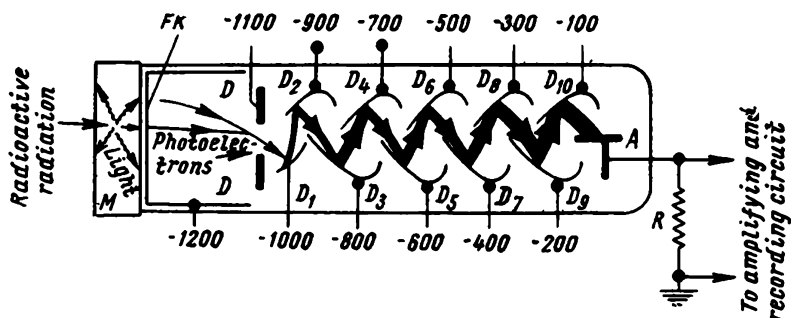 FK
-1100
-900
-700
-500
-300
-100
Radioactive
radiation
D
D2
D4
D6
D8
D10
Light
Photoelec-
trons
A
M
D
D1
D3
D5
D7
D9
R
-1200
-1000
-800
-600
-400
-200
To amplifying and
recording circuit